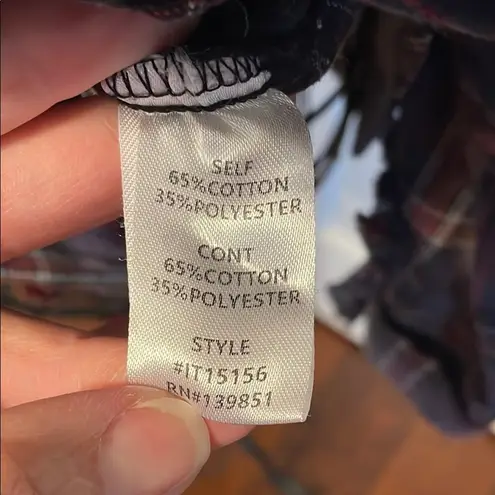 SELF
65%COTTON
35%POLYESTER
CONT
65%COTTON
35%POLYESTER
STYLE
#IT15156
RN#139851